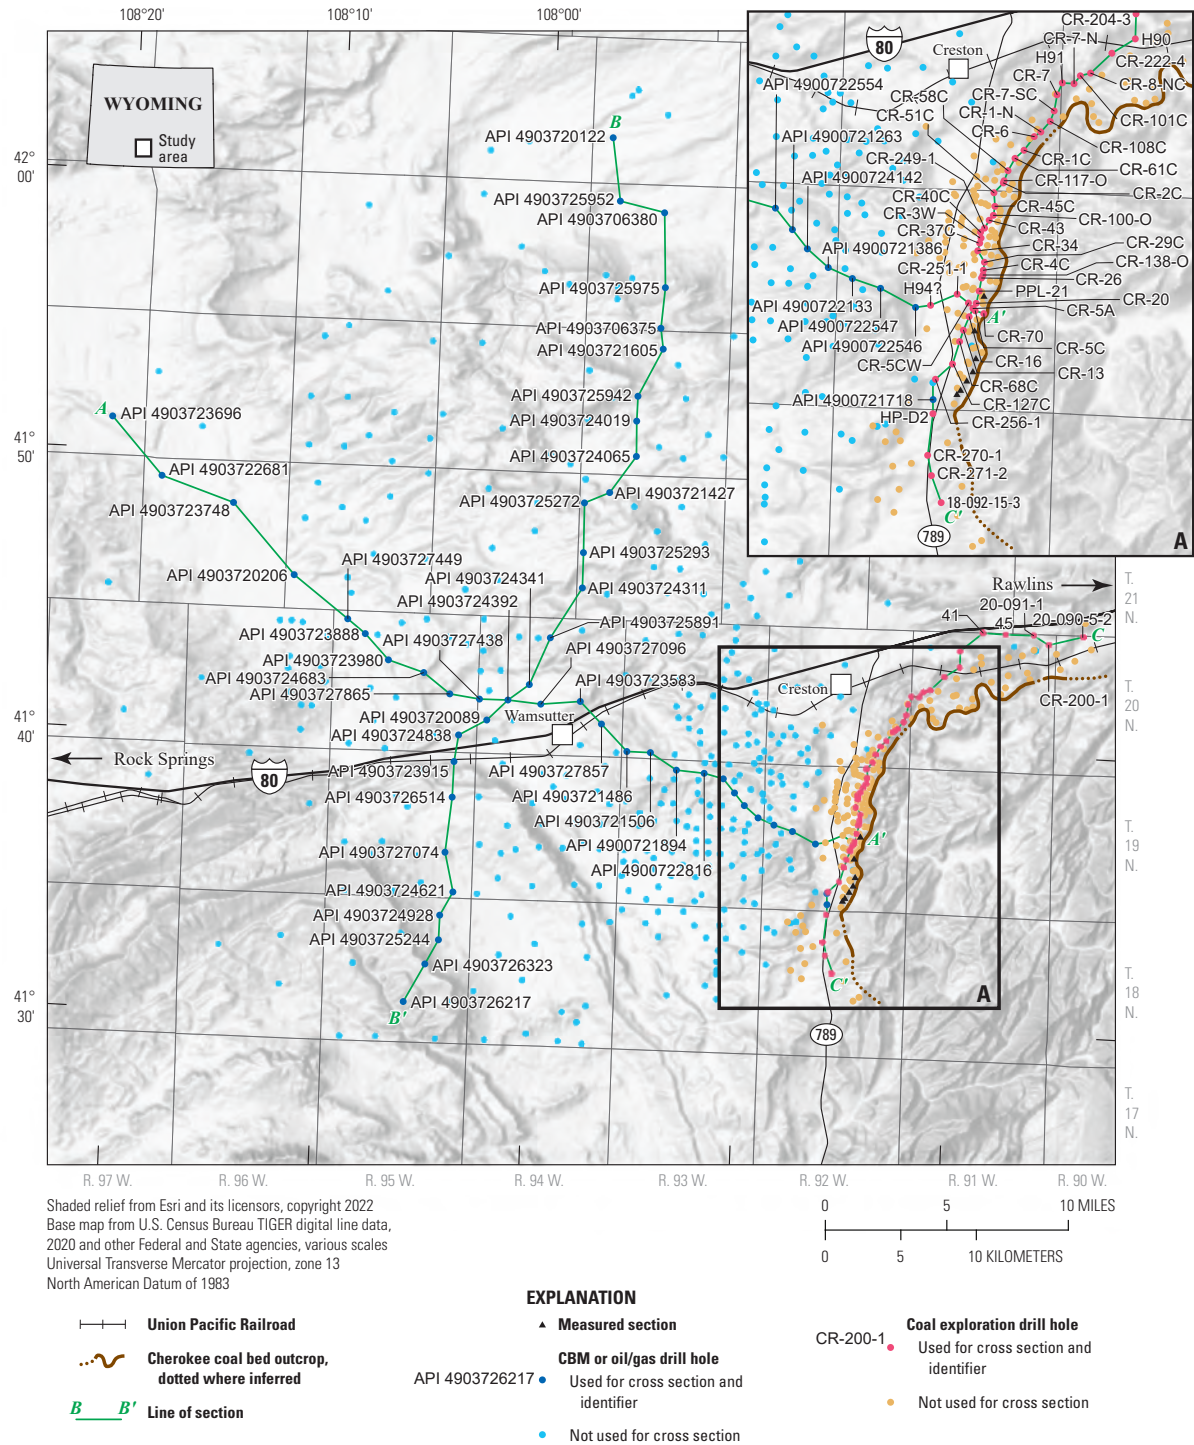 108°20'
108°10'
108°00'
42°
00'
41°
50'
41°
40'
41°
30'
WYOMING
Study
area
B
API 4903720122
API 4903725952
API 4903706380
API 4903725975
API 4903706375
API 4903721605
API 4903725942
API 4903724019
API 4903724065
API 4903721427
API 4903725272
API 4903725293
API 4903724311
API 4903725891
API 4903727096
API 4903723583
A
API 4903723696
API 4903722681
API 4903723748
API 4903720206
API 4903727449
API 4903724341
API 4903724392
API 4903723888
API 4903727438
API 4903723980
API 4903724683
API 4903727865
API 4903720089
API 4903724838
Wamsutter
Rock Springs
80
API 4903723915
API 4903726514
API 4903727857
API 4903721486
API 4903721506
API 4900721894
API 4900722816
API 4903727074
API 4903724621
API 4903724928
API 4903725244
API 4903726323
API 4903726217
B'
Creston
Rawlins
41
20-091-1
45
20-090-5-2
C
CR-200-1
A'
C'
A
789
80
Creston
CR-204-3
CR-7-N
H90
H91
CR-222-4
CR-7
CR-8-NC
API 4900722554
CR-58C
CR-7-SC
CR-51C
CR-1-N
CR-101C
API 4900721263
CR-6
CR-108C
CR-249-1
CR-1C
CR-61C
API 4900724142
CR-117-O
CR-2C
CR-40C
CR-45C
CR-3W
CR-100-O
CR-37C
CR-43
API 4900721386
CR-34
CR-29C
CR-251-1
CR-4C
CR-138-O
CR-26
H94?
PPL-21
CR-20
API 4900722133
CR-5A
A'
API 4900722547
CR-70
API 4900722546
CR-5C
CR-5CW
CR-16
CR-13
CR-68C
API 4900721718
CR-127C
HP-D2
CR-256-1
CR-270-1
CR-271-2
18-092-15-3
C'
789
A
T.
21
N.
T.
20
N.
T.
19
N.
T.
18
N.
T.
17
N.
R. 97 W.
R. 96 W.
R. 95 W.
R. 94 W.
R. 93 W.
R. 92 W.
R. 91 W.
R. 90 W.
Shaded relief from Esri and its licensors, copyright 2022
Base map from U.S. Census Bureau TIGER digital line data,
2020 and other Federal and State agencies, various scales
Universal Transverse Mercator projection, zone 13
North American Datum of 1983
0 5 10 MILES
0 5 10 KILOMETERS
EXPLANATION
Union Pacific Railroad
Cherokee coal bed outcrop,
dotted where inferred
B B' Line of section
Measured section
CBM or oil/gas drill hole
API 4903726217 Used for cross section and
identifier
Not used for cross section
Coal exploration drill hole
CR-200-1 Used for cross section and
identifier
Not used for cross section